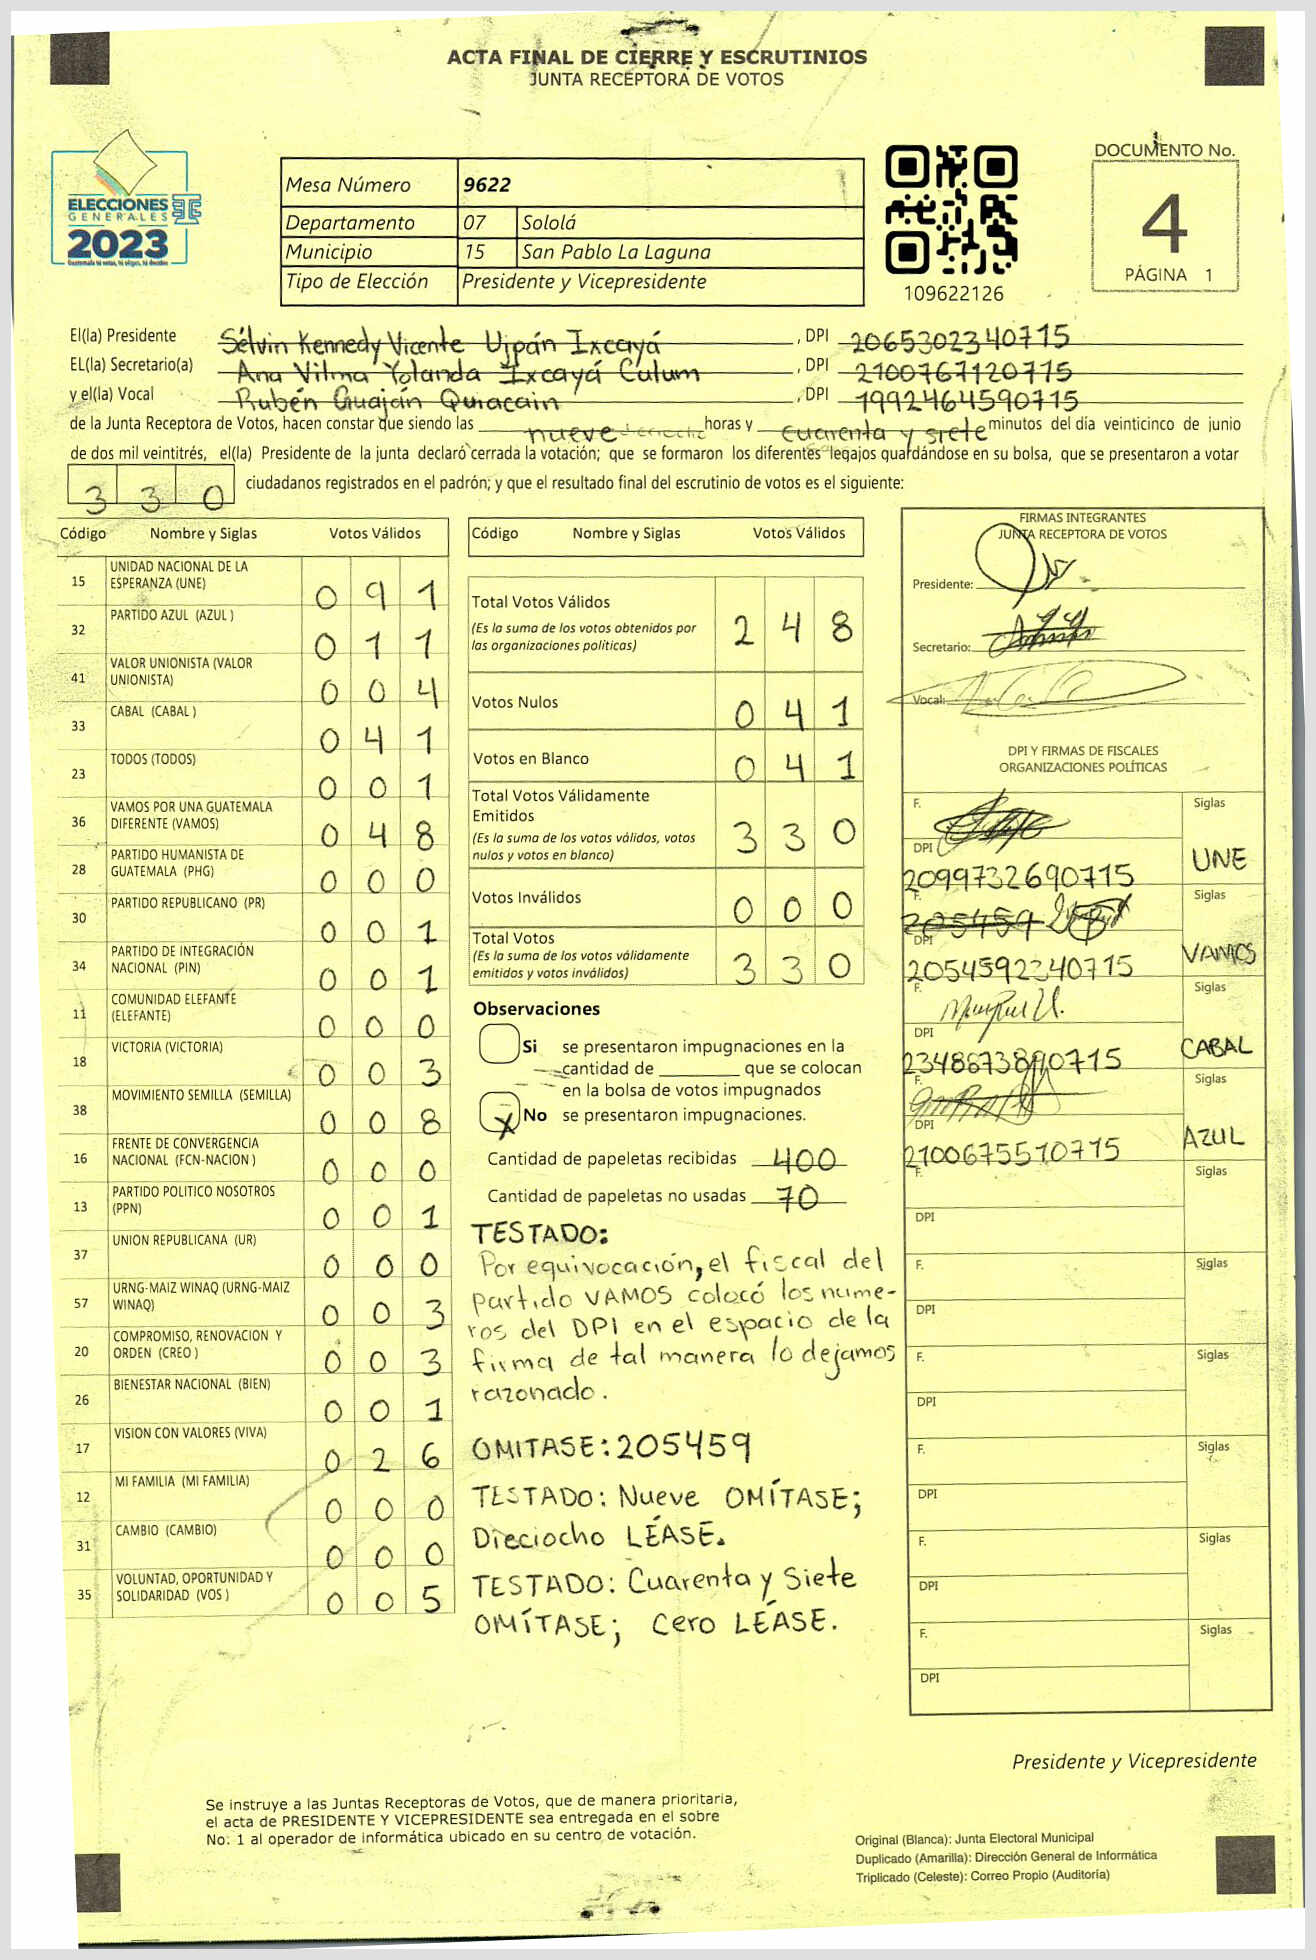 ACTA FINAL DE CIERRE Y ESCRUTINIOS
JUNTA RECEPTORA DE VOTOS
ELECCIONES
GENERALES
2023
Guatemala tú votas, tú eliges, tú decides
Mesa Número 9622
Departamento 07 Sololá
Municipio 15 San Pablo La Laguna
Tipo de Elección Presidente y Vicepresidente
109622126
DOCUMENTO No.
4
PÁGINA 1
El(la) Presidente Sélvin Kennedy Vicente Ujpán Ixcayá, DPI 2065302340715
EL(la) Secretario(a) Ana Vilma Yolanda Ixcayá Culum, DPI 2100767120715
y el(la) Vocal Rubén Guaján Quiacain, DPI 1992464590715
de la Junta Receptora de Votos, hacen constar que siendo las nueve horas y cuarenta y siete minutos del día veinticinco de junio
de dos mil veintitrés, el(la) Presidente de la junta declaró cerrada la votación; que se formaron los diferentes legajos guardándose en su bolsa, que se presentaron a votar
330 ciudadanos registrados en el padrón; y que el resultado final del escrutinio de votos es el siguiente:
Código Nombre y Siglas Votos Válidos
15 UNIDAD NACIONAL DE LA ESPERANZA (UNE) 0 9 1
32 PARTIDO AZUL (AZUL ) 0 1 1
41 VALOR UNIONISTA (VALOR UNIONISTA) 0 0 4
33 CABAL (CABAL ) 0 4 1
23 TODOS (TODOS) 0 0 1
36 VAMOS POR UNA GUATEMALA DIFERENTE (VAMOS) 0 4 8
28 PARTIDO HUMANISTA DE GUATEMALA (PHG) 0 0 0
30 PARTIDO REPUBLICANO (PR) 0 0 1
34 PARTIDO DE INTEGRACIÓN NACIONAL (PIN) 0 0 1
11 COMUNIDAD ELEFANTE (ELEFANTE) 0 0 0
18 VICTORIA (VICTORIA) 0 0 3
38 MOVIMIENTO SEMILLA (SEMILLA) 0 0 8
16 FRENTE DE CONVERGENCIA NACIONAL (FCN-NACION ) 0 0 0
13 PARTIDO POLITICO NOSOTROS (PPN) 0 0 1
37 UNION REPUBLICANA (UR) 0 0 0
57 URNG-MAIZ WINAQ (URNG-MAIZ WINAQ) 0 0 3
20 COMPROMISO, RENOVACION Y ORDEN (CREO ) 0 0 3
26 BIENESTAR NACIONAL (BIEN) 0 0 1
17 VISION CON VALORES (VIVA) 0 2 6
12 MI FAMILIA (MI FAMILIA) 0 0 0
31 CAMBIO (CAMBIO) 0 0 0
35 VOLUNTAD, OPORTUNIDAD Y SOLIDARIDAD (VOS ) 0 0 5
Código Nombre y Siglas Votos Válidos
Total Votos Válidos 2 4 8
(Es la suma de los votos obtenidos por
las organizaciones políticas)
Votos Nulos 0 4 1
Votos en Blanco 0 4 1
Total Votos Válidamente
Emitidos 3 3 0
(Es la suma de los votos válidos, votos
nulos y votos en blanco)
Votos Inválidos 0 0 0
Total Votos 3 3 0
(Es la suma de los votos válidamente
emitidos y votos inválidos)
Observaciones
Si se presentaron impugnaciones en la
cantidad de ________ que se colocan
en la bolsa de votos impugnados
X No se presentaron impugnaciones.
Cantidad de papeletas recibidas 400
Cantidad de papeletas no usadas 70
TESTADO:
Por equivocación, el fiscal del
partido VAMOS colocó los nume-
ros del DPI en el espacio de la
firma de tal manera lo dejamos
razonado.
OMITASE: 205459
TESTADO: Nueve OMÍTASE;
Dieciocho LÉASE.
TESTADO: Cuarenta y Siete
OMÍTASE; Cero LÉASE.
FIRMAS INTEGRANTES
JUNTA RECEPTORA DE VOTOS
Presidente:
Secretario:
Vocal:
DPI Y FIRMAS DE FISCALES
ORGANIZACIONES POLÍTICAS
F. Siglas
DPI 2099732690715 UNE
F. 205459 Siglas
DPI 2054592340715 VAMOS
F. Siglas
DPI 2348673890715 CABAL
F. Siglas
DPI 2100675510715 AZUL
F. Siglas
DPI
F. Siglas
DPI
F. Siglas
DPI
F. Siglas
DPI
F. Siglas
DPI
F. Siglas
DPI
Presidente y Vicepresidente
Se instruye a las Juntas Receptoras de Votos, que de manera prioritaria,
el acta de PRESIDENTE Y VICEPRESIDENTE sea entregada en el sobre
No. 1 al operador de informática ubicado en su centro de votación.
Original (Blanca): Junta Electoral Municipal
Duplicado (Amarilla): Dirección General de Informática
Triplicado (Celeste): Correo Propio (Auditoría)